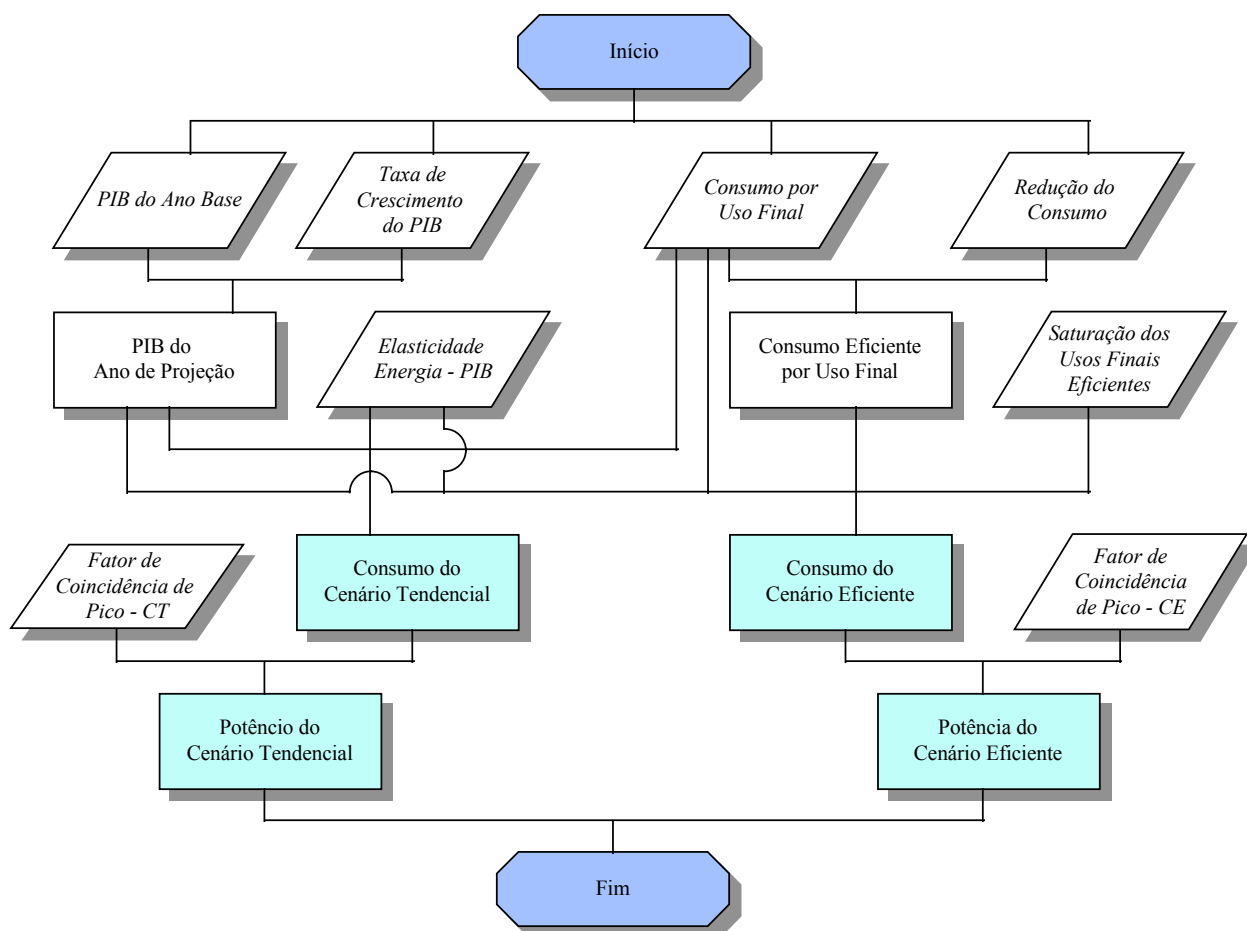 Início
PIB do Ano Base
Taxa de
Crescimento
do PIB
Consumo por
Uso Final
Redução do
Consumo
PIB do
Ano de Projeção
Elasticidade
Energia - PIB
Consumo Eficiente
por Uso Final
Saturação dos
Usos Finais
Eficientes
Fator de
Coincidência de
Pico - CT
Consumo do
Cenário Tendencial
Consumo do
Cenário Eficiente
Fator de
Coincidência
de Pico - CE
Potêncio do
Cenário Tendencial
Potência do
Cenário Eficiente
Fim